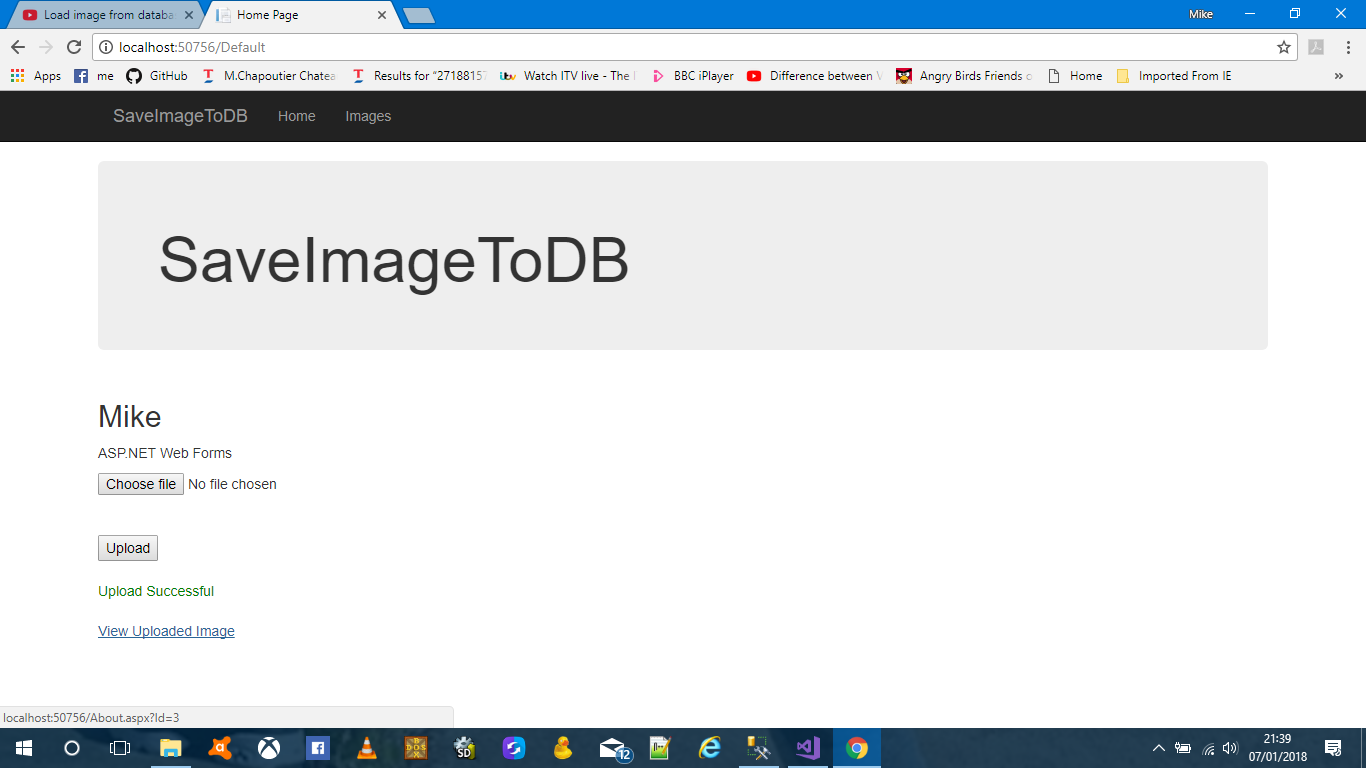 Load image from databa
Home Page
Mike
localhost:50756/Default
Apps
me
GitHub
M.Chapoutier Chatea
Results for "27188157
Watch ITV live - The I
BBC iPlayer
Difference between V
Angry Birds Friends o
Home
Imported From IE
»
SaveImageToDB
Home
Images
SaveImageToDB
Mike
ASP.NET Web Forms
Choose file No file chosen
Upload
Upload Successful
View Uploaded Image
localhost:50756/About.aspx?Id=3
SD
12
21:39
07/01/2018